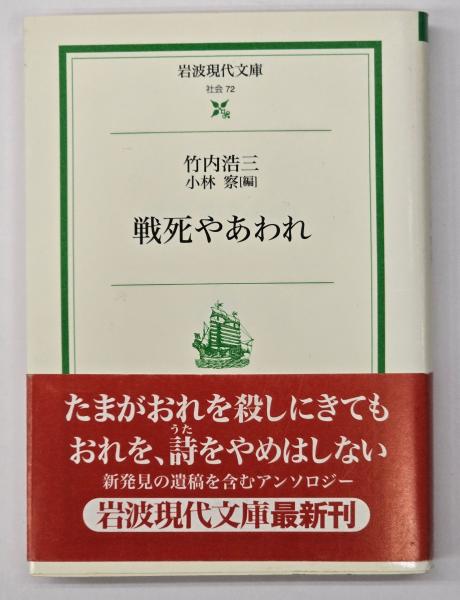 岩波現代文庫
社会 72
竹内浩三
小林 察[編]
戦死やあわれ
たまがおれを殺しにきても
うた
おれを、詩をやめはしない
新発見の遺稿を含むアンソロジー
岩波現代文庫最新刊